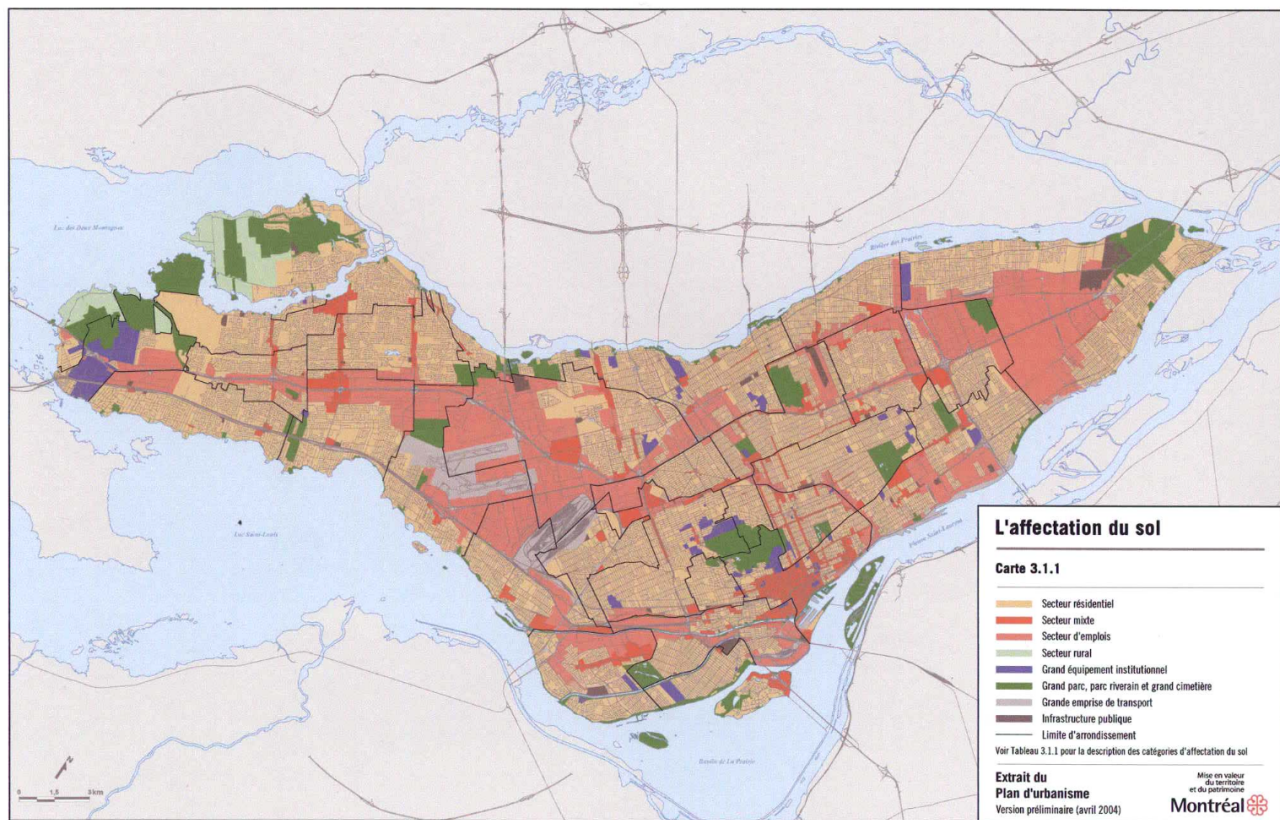 Lac des Deux Montagnes
Rivière des Prairies
Lac Saint-Louis
Fleuve Saint-Laurent
Bassin de La Prairie
0 1,5 3 km
L'affectation du sol
Carte 3.1.1
Secteur résidentiel
Secteur mixte
Secteur d'emplois
Secteur rural
Grand équipement institutionnel
Grand parc, parc riverain et grand cimetière
Grande emprise de transport
Infrastructure publique
Limite d'arrondissement
Voir Tableau 3.1.1 pour la description des catégories d'affectation du sol
Extrait du
Plan d'urbanisme
Version préliminaire (avril 2004)
Mise en valeur
du territoire
et du patrimoine
Montréal